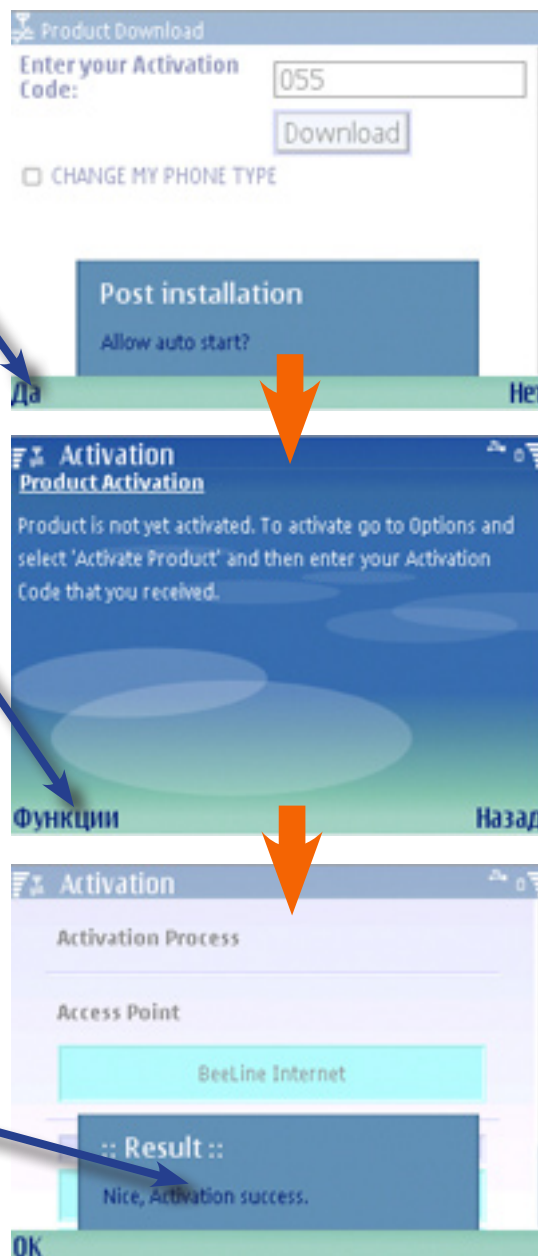 Product Download
Enter your Activation
Code:
055
Download
CHANGE MY PHONE TYPE
Post installation
Allow auto start?
Да Нет
Activation
Product Activation
Product is not yet activated. To activate go to Options and
select 'Activate Product' and then enter your Activation
Code that you received.
Функции Назад
Activation
Activation Process
Access Point
BeeLine Internet
:: Result ::
Nice, Activation success.
OK